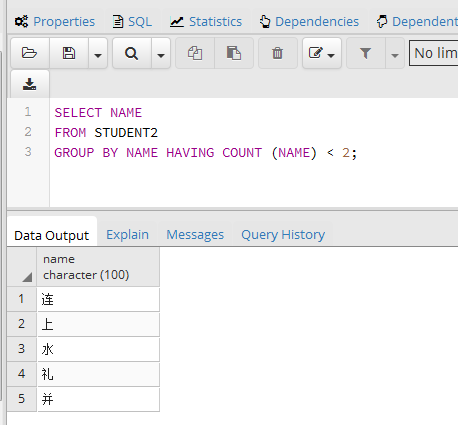 Properties SQL Statistics Dependencies Dependent
No lim
1 SELECT NAME
2 FROM STUDENT2
3 GROUP BY NAME HAVING COUNT (NAME) < 2;
Data Output Explain Messages Query History
name
character (100)
1 连
2 上
3 水
4 礼
5 并